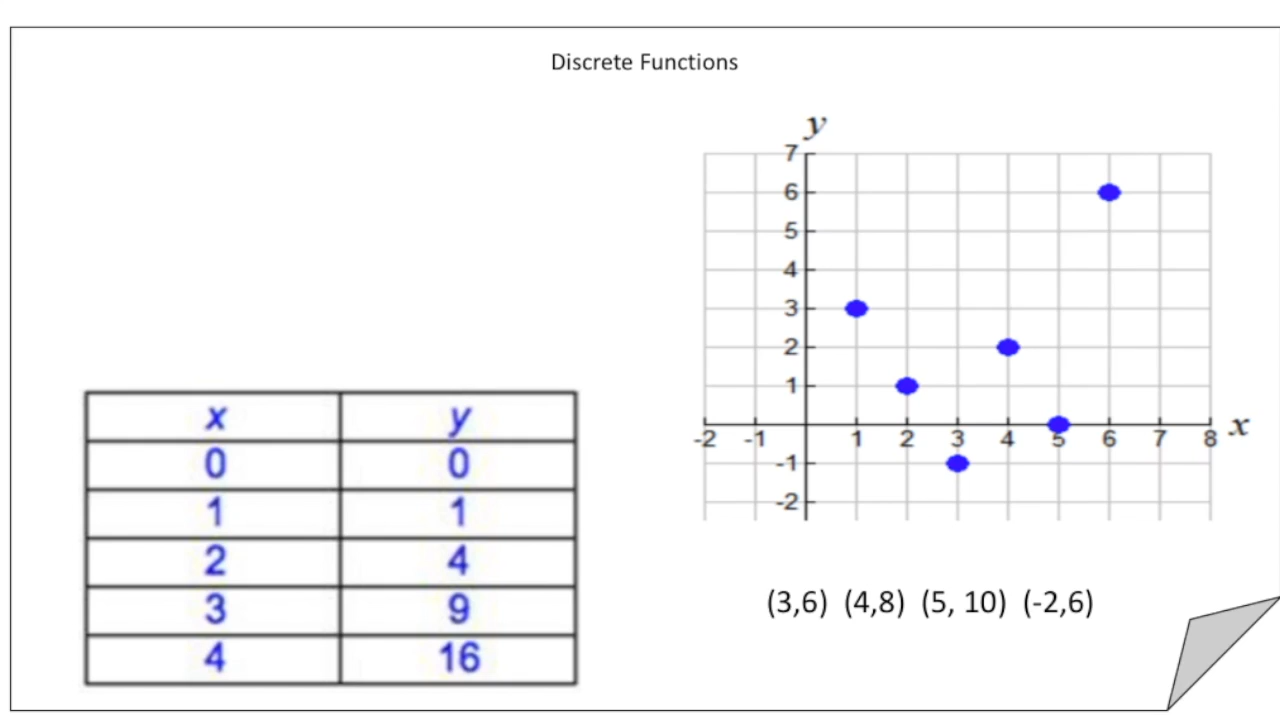 Discrete Functions
x y
0 0
1 1
2 4
3 9
4 16
y
7
6
5
4
3
2
1
-2 -1 1 2 3 4 5 6 7 8 x
-1
-2
(3,6) (4,8) (5, 10) (-2,6)